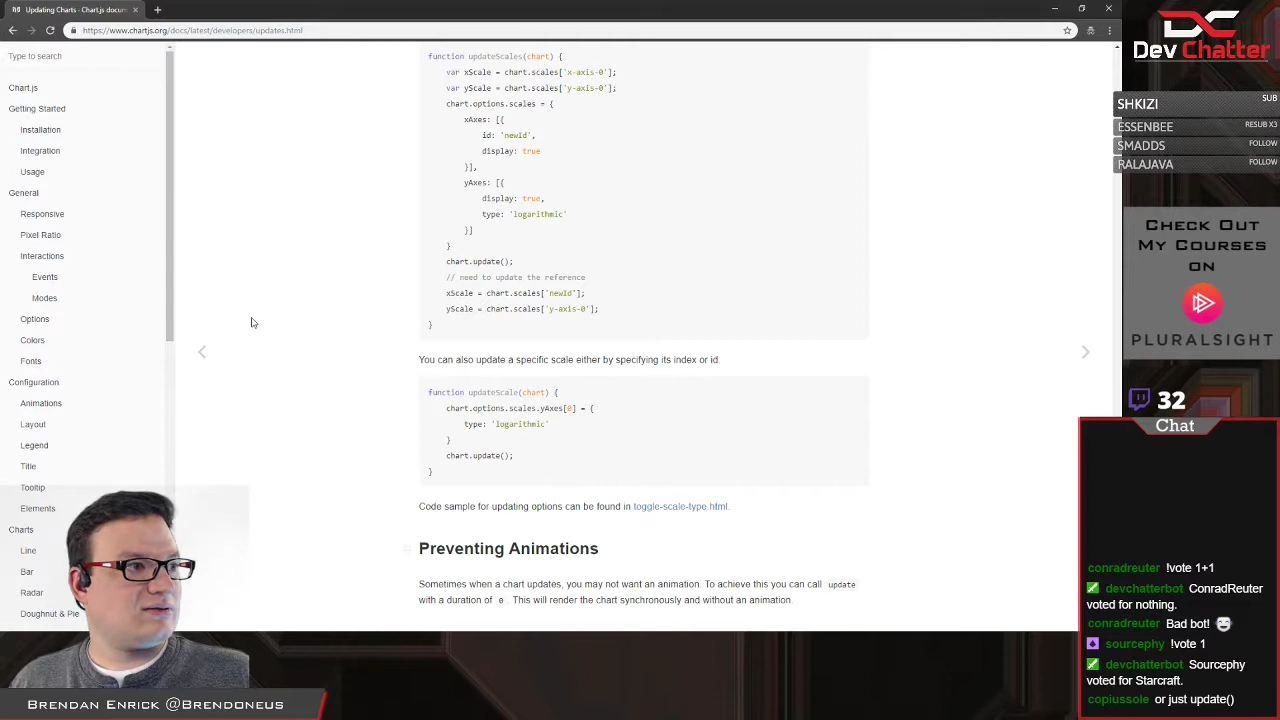 Updating Charts · Chart.js docum
https://www.chartjs.org/docs/latest/developers/updates.html
Type to search
Chart.js
Getting Started
Installation
Integration
Usage
General
Responsive
Pixel Ratio
Interactions
Events
Modes
Options
Colors
Fonts
Configuration
Animations
Layout
Legend
Title
Tooltip
Elements
Charts
Line
Bar
Radar
Doughnut & Pie
function updateScales(chart) {
var xScale = chart.scales['x-axis-0'];
var yScale = chart.scales['y-axis-0'];
chart.options.scales = {
xAxes: [{
id: 'newId',
display: true
}],
yAxes: [{
display: true,
type: 'logarithmic'
}]
}
chart.update();
// need to update the reference
xScale = chart.scales['newId'];
yScale = chart.scales['y-axis-0'];
}
You can also update a specific scale either by specifying its index or id.
function updateScale(chart) {
chart.options.scales.yAxes[0] = {
type: 'logarithmic'
}
chart.update();
}
Code sample for updating options can be found in toggle-scale-type.html.
Preventing Animations
Sometimes when a chart updates, you may not want an animation. To achieve this you can call update
with a duration of 0. This will render the chart synchronously and without an animation.
DC
Dev Chatter
SHKIZI SUB
ESSENBEE RESUB X3
SMADDS FOLLOW
RALAJAVA FOLLOW
Check Out
My Courses
on
PLURALSIGHT
32
Chat
conradreuter !vote 1+1
devchatterbot ConradReuter
voted for nothing.
conradreuter Bad bot!
sourcephy !vote 1
devchatterbot Sourcephy
voted for Starcraft.
copiussole or just update()
Brendan Enrick @Brendoneus